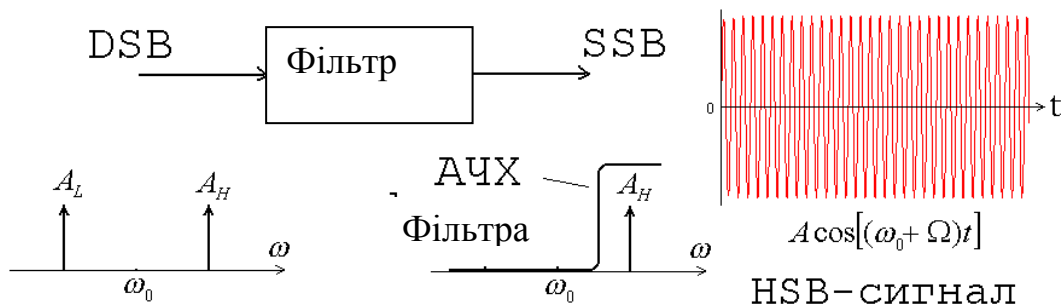 DSB
Фільтр
SSB
0
t
A_L
A_H
ω
ω_0
АЧХ
Фільтра
A_H
ω
ω_0
A cos[(ω_0 + Ω)t]
HSB-сигнал